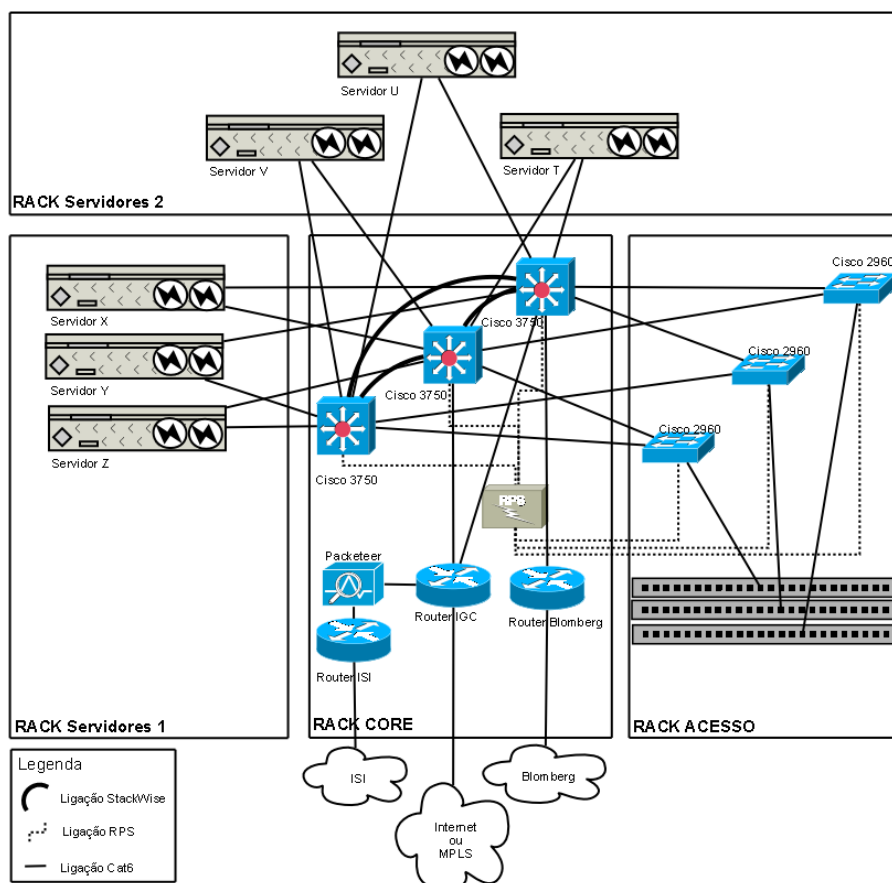 Servidor U
Servidor V
Servidor T
RACK Servidores 2
Cisco 2960
Servidor X
Cisco 3750
Cisco 2960
Servidor Y
Cisco 3750
Cisco 2960
Servidor Z
Cisco 3750
RPS
Packeteer
Router IGC
Router Blomberg
Router ISI
RACK Servidores 1
RACK CORE
RACK ACESSO
Legenda
Ligação StackWise
Ligação RPS
Ligação Cat6
ISI
Blomberg
Internet
ou
MPLS